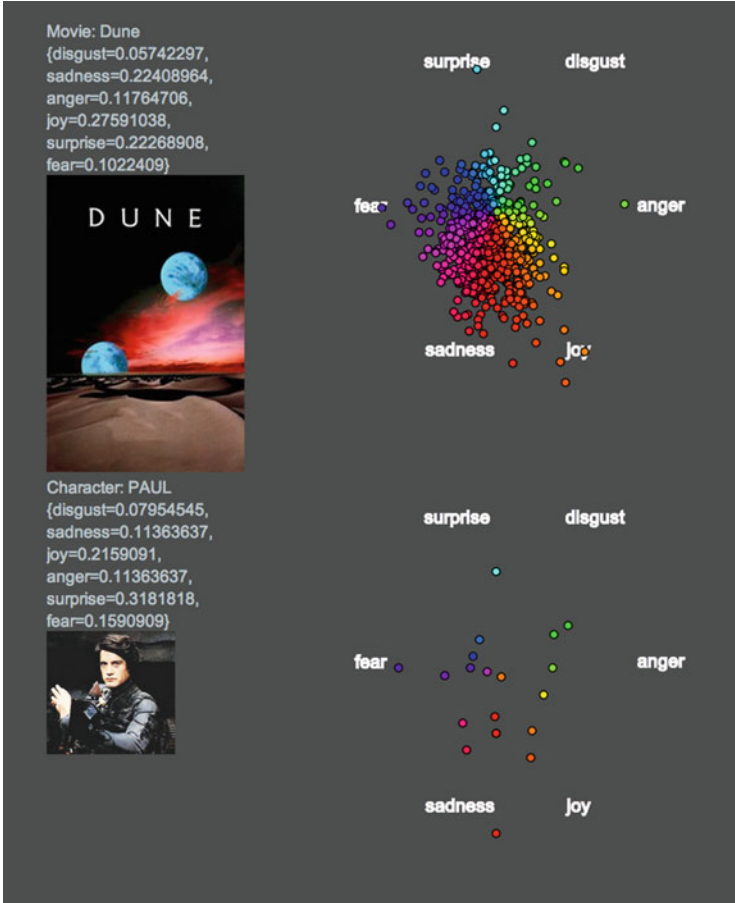 Movie: Dune
{disgust=0.05742297,
sadness=0.22408964,
anger=0.11764706,
joy=0.27591038,
surprise=0.22268908,
fear=0.1022409}
DUNE
surprise disgust
fear anger
sadness joy
Character: PAUL
{disgust=0.07954545,
sadness=0.11363637,
joy=0.2159091,
anger=0.11363637,
surprise=0.3181818,
fear=0.1590909}
surprise disgust
fear anger
sadness joy